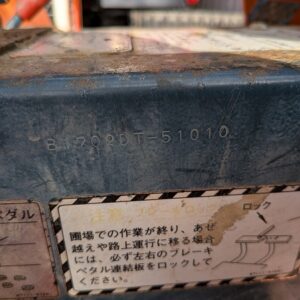 B1702DT-51010
ダル
ロック
圃場での作業が終り、あぜ
越えや路上運行に移る場合
には、必ず左右のブレーキ
ペダル連結板をロックして
ください。